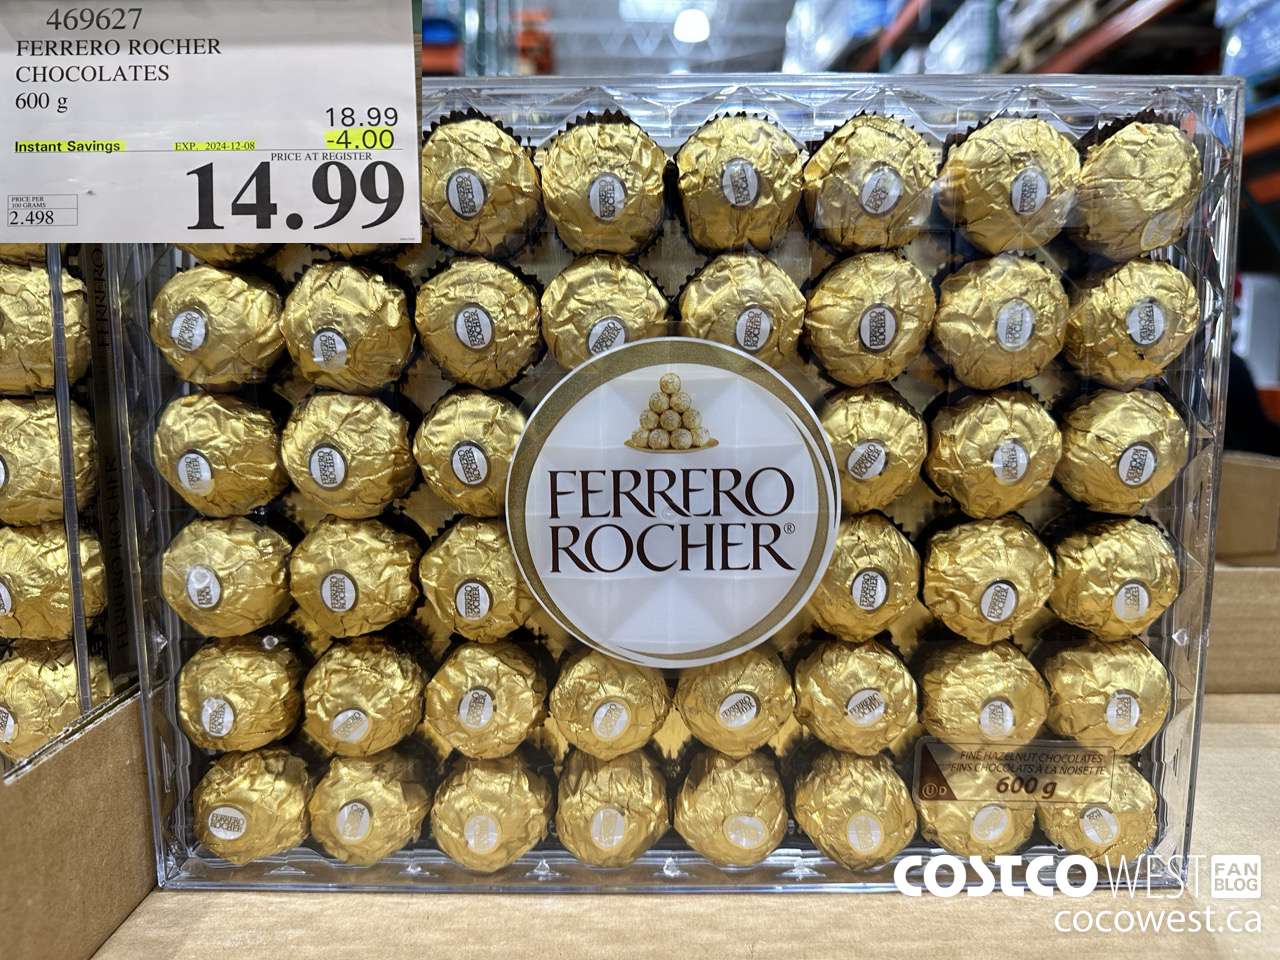 469627
FERRERO ROCHER
CHOCOLATES
600 g
18.99
Instant Savings EXP. 2024-12-08 -4.00
PRICE AT REGISTER
14.99
PRICE PER
100 GRAMS
2.498
FERRERO
ROCHER®
FINE HAZELNUT CHOCOLATES
FINS CHOCOLATS À LA NOISETTE
U D 600 g
COSTCO WEST FAN BLOG
cocowest.ca